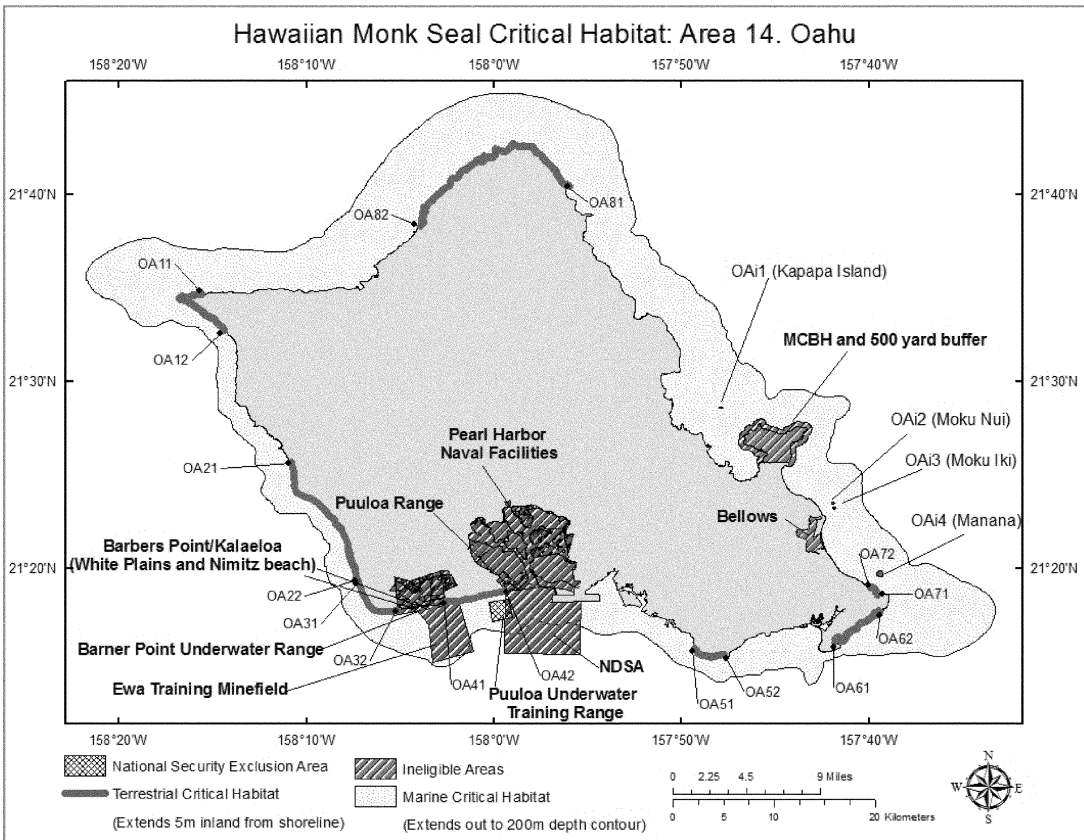 Hawaiian Monk Seal Critical Habitat: Area 14. Oahu
158°20'W 158°10'W 158°0'W 157°50'W 157°40'W
21°40'N 21°40'N
OA82
OA81
OA11
OAi1 (Kapapa Island)
OA12
MCBH and 500 yard buffer
21°30'N 21°30'N
OAi2 (Moku Nui)
Pearl Harbor
Naval Facilities
OA21
OAi3 (Moku Iki)
Puuloa Range
Bellows
OAi4 (Manana)
Barbers Point/Kalaeloa
(White Plains and Nimitz beach)
OA72
21°20'N 21°20'N
OA22
OA71
OA31
OA62
Barner Point Underwater Range
OA32
NDSA
OA41
OA42
OA61
Ewa Training Minefield
Puuloa Underwater
Training Range
OA51
OA52
158°20'W 158°10'W 158°0'W 157°50'W 157°40'W
National Security Exclusion Area
Ineligible Areas
Terrestrial Critical Habitat
(Extends 5m inland from shoreline)
Marine Critical Habitat
(Extends out to 200m depth contour)
0 2.25 4.5 9 Miles
0 5 10 20 Kilometers
N
W E
S